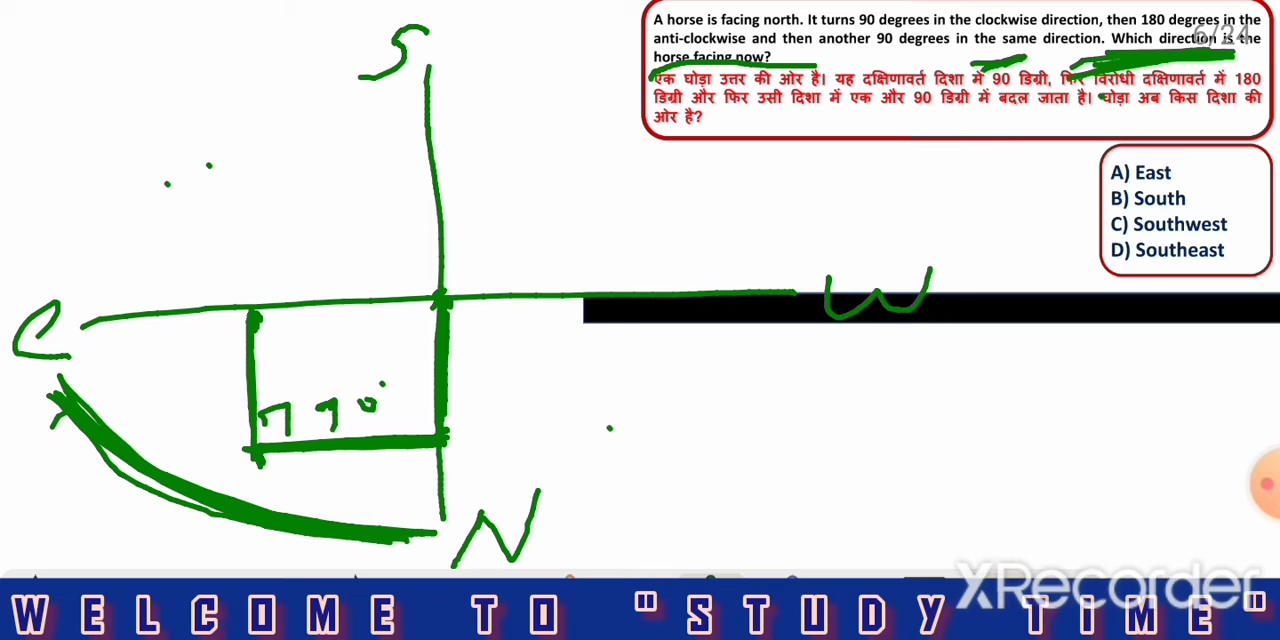 A horse is facing north. It turns 90 degrees in the clockwise direction, then 180 degrees in the
anti-clockwise and then another 90 degrees in the same direction. Which direction is the
horse facing now?
6/24
एक घोड़ा उत्तर की ओर है। यह दक्षिणावर्त दिशा में 90 डिग्री, फिर विरोधी दक्षिणावर्त में 180
डिग्री और फिर उसी दिशा में एक और 90 डिग्री में बदल जाता है। घोड़ा अब किस दिशा की
ओर है?
A) East
B) South
C) Southwest
D) Southeast
S
W
N
XRecorder
WELCOME TO "STUDY TIME"